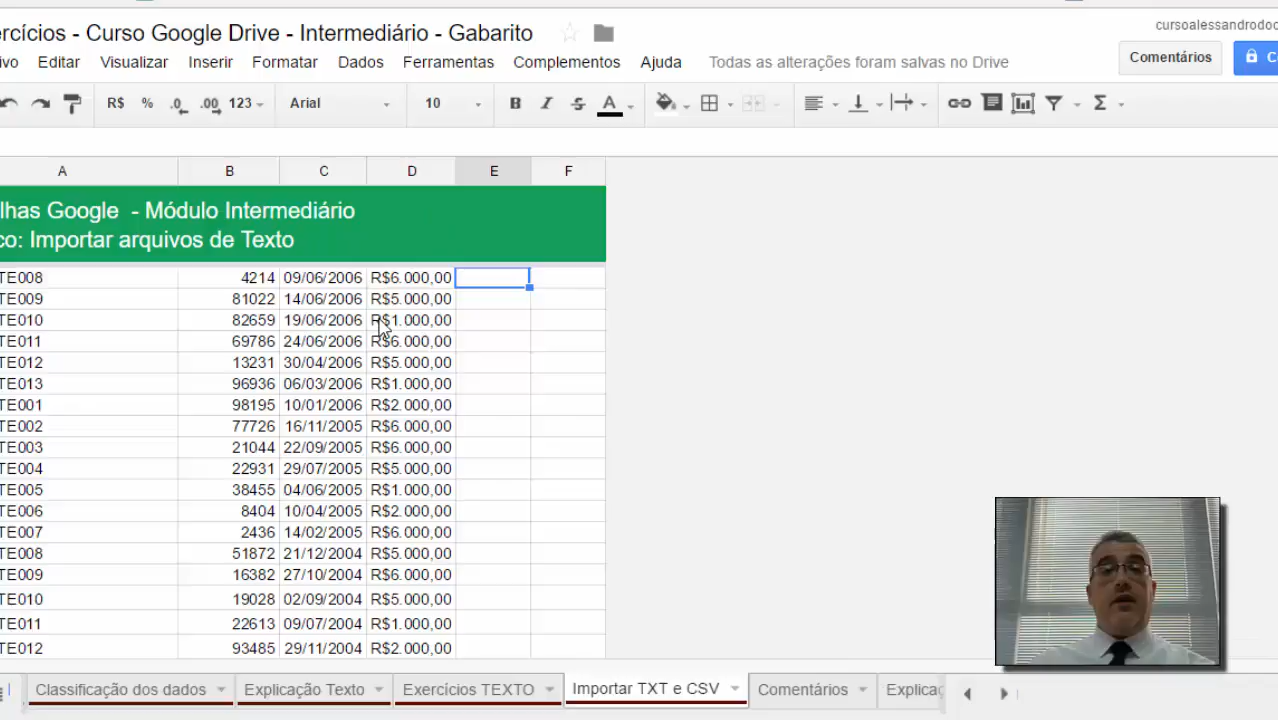 cursoalessandrodoc
rcícios - Curso Google Drive - Intermediário - Gabarito
vo Editar Visualizar Inserir Formatar Dados Ferramentas Complementos Ajuda Todas as alterações foram salvas no Drive Comentários C
R$ % .0 .00 123 Arial 10 B I S A Σ
A B C D E F
lhas Google - Módulo Intermediário
co: Importar arquivos de Texto
TE008 4214 09/06/2006 R$6.000,00
TE009 81022 14/06/2006 R$5.000,00
TE010 82659 19/06/2006 R$1.000,00
TE011 69786 24/06/2006 R$6.000,00
TE012 13231 30/04/2006 R$5.000,00
TE013 96936 06/03/2006 R$1.000,00
TE001 98195 10/01/2006 R$2.000,00
TE002 77726 16/11/2005 R$6.000,00
TE003 21044 22/09/2005 R$6.000,00
TE004 22931 29/07/2005 R$5.000,00
TE005 38455 04/06/2005 R$1.000,00
TE006 8404 10/04/2005 R$2.000,00
TE007 2436 14/02/2005 R$6.000,00
TE008 51872 21/12/2004 R$5.000,00
TE009 16382 27/10/2004 R$6.000,00
TE010 19028 02/09/2004 R$5.000,00
TE011 22613 09/07/2004 R$1.000,00
TE012 93485 29/11/2004 R$2.000,00
Classificação dos dados Explicação Texto Exercícios TEXTO Importar TXT e CSV Comentários Explicaç